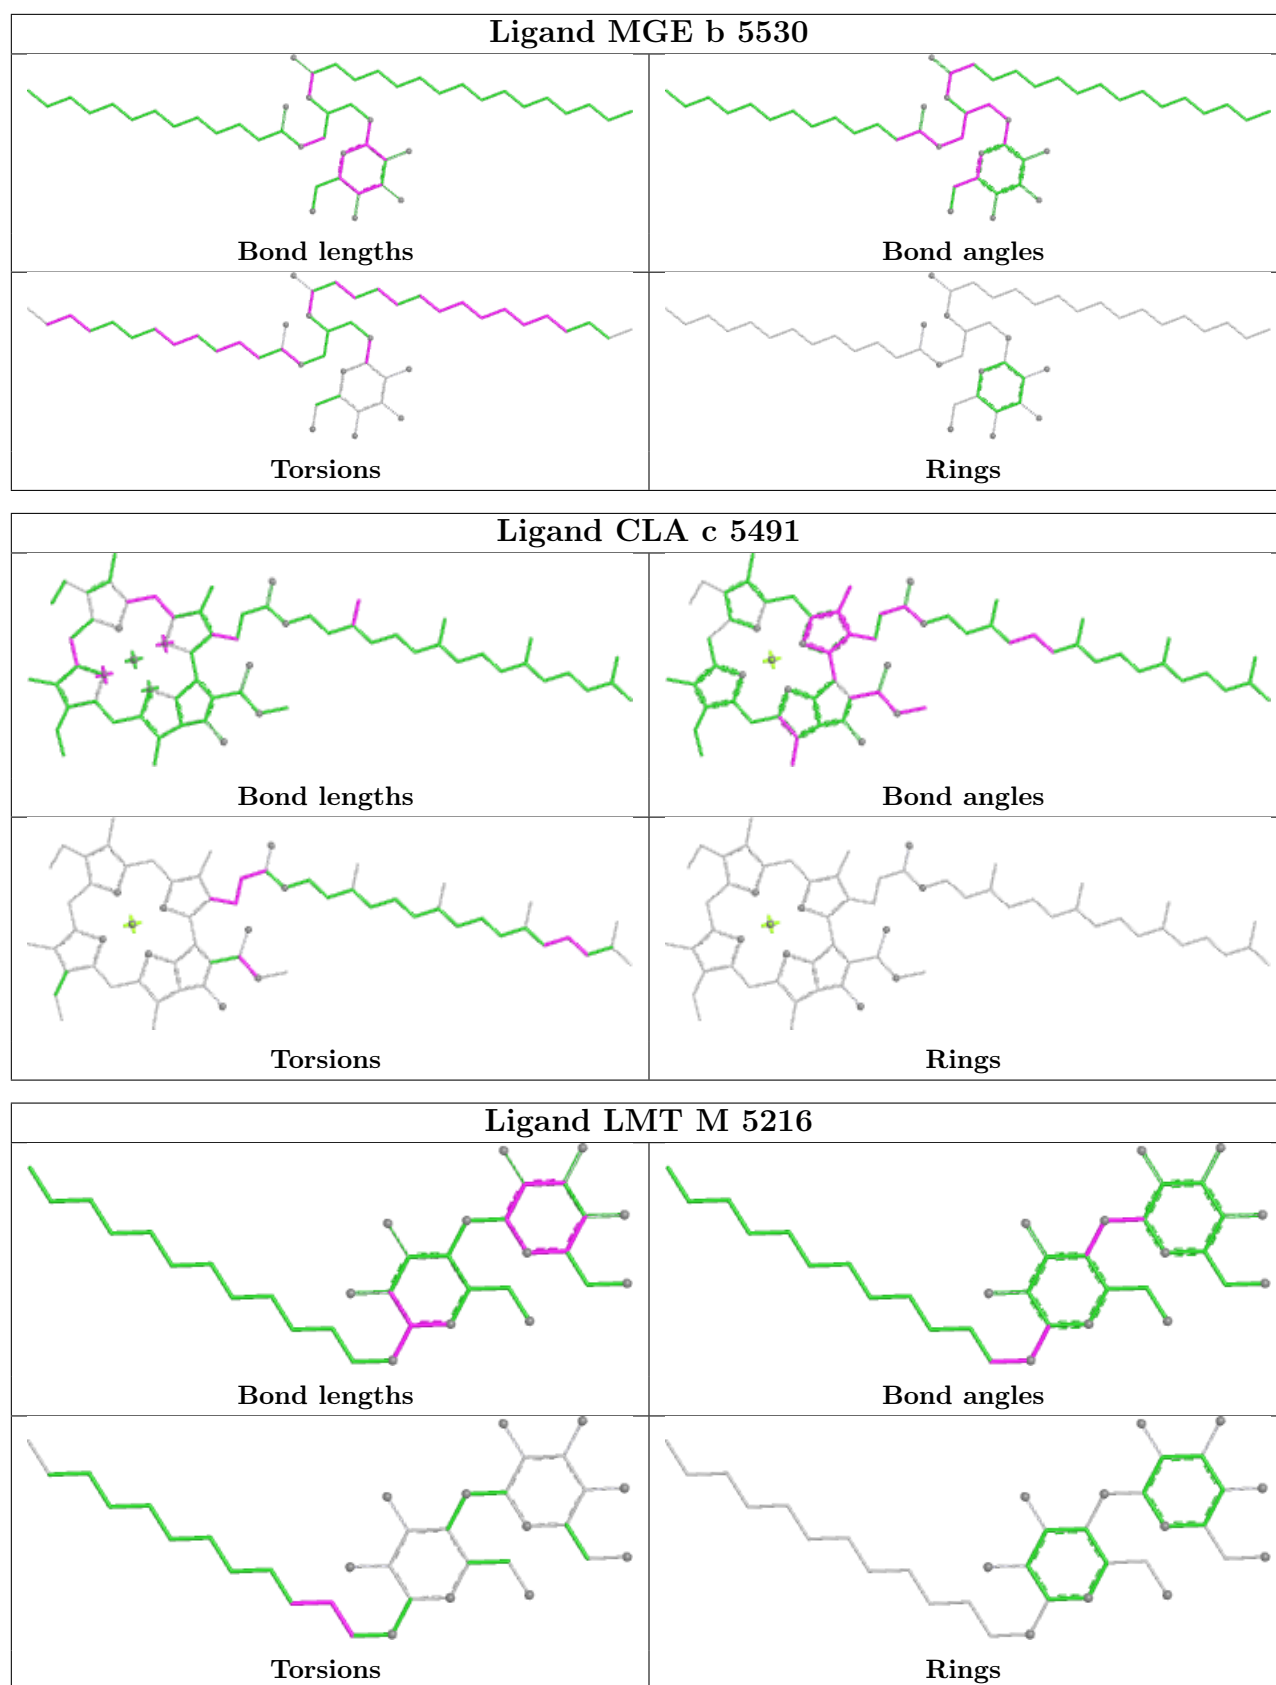 Ligand MGE b 5530
Bond lengths
Bond angles
Torsions
Rings
Ligand CLA c 5491
Bond lengths
Bond angles
Torsions
Rings
Ligand LMT M 5216
Bond lengths
Bond angles
Torsions
Rings